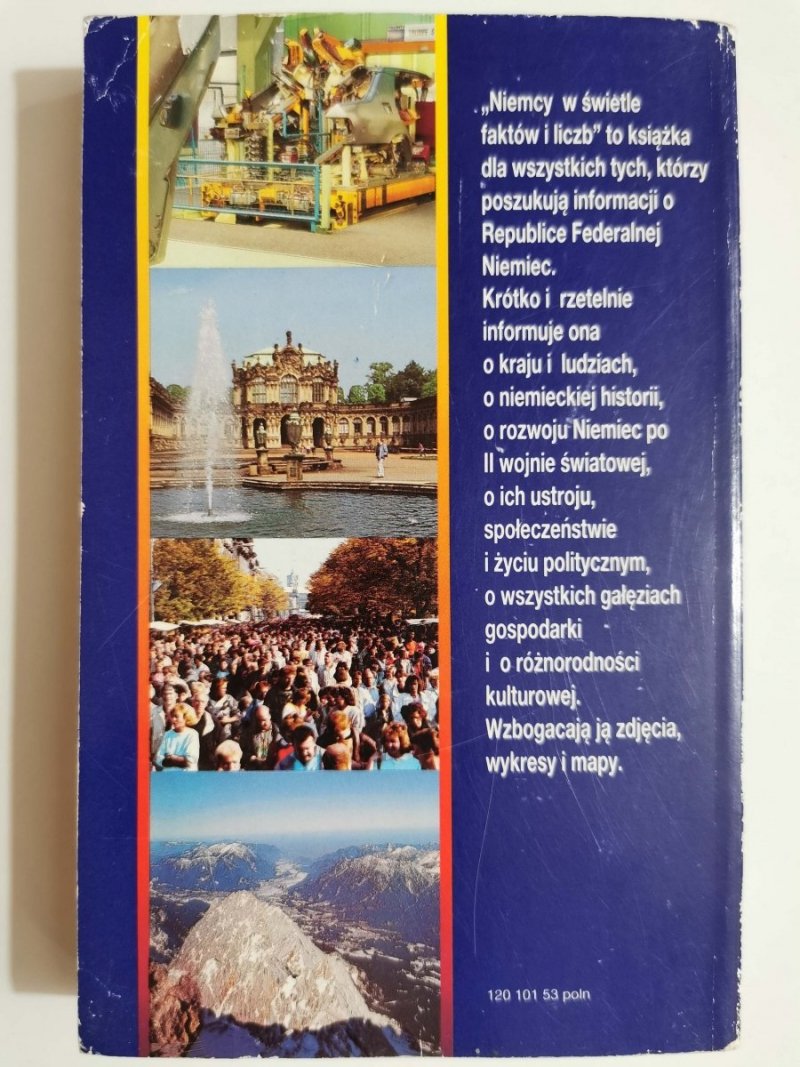 „Niemcy w świetle
faktów i liczb” to książka
dla wszystkich tych, którzy
poszukują informacji o
Republice Federalnej
Niemiec.
Krótko i rzetelnie
informuje ona
o kraju i ludziach,
o niemieckiej historii,
o rozwoju Niemiec po
II wojnie światowej,
o ich ustroju,
społeczeństwie
i życiu politycznym,
o wszystkich gałęziach
gospodarki
i o różnorodności
kulturowej.
Wzbogacają ją zdjęcia,
wykresy i mapy.
120 101 53 poln